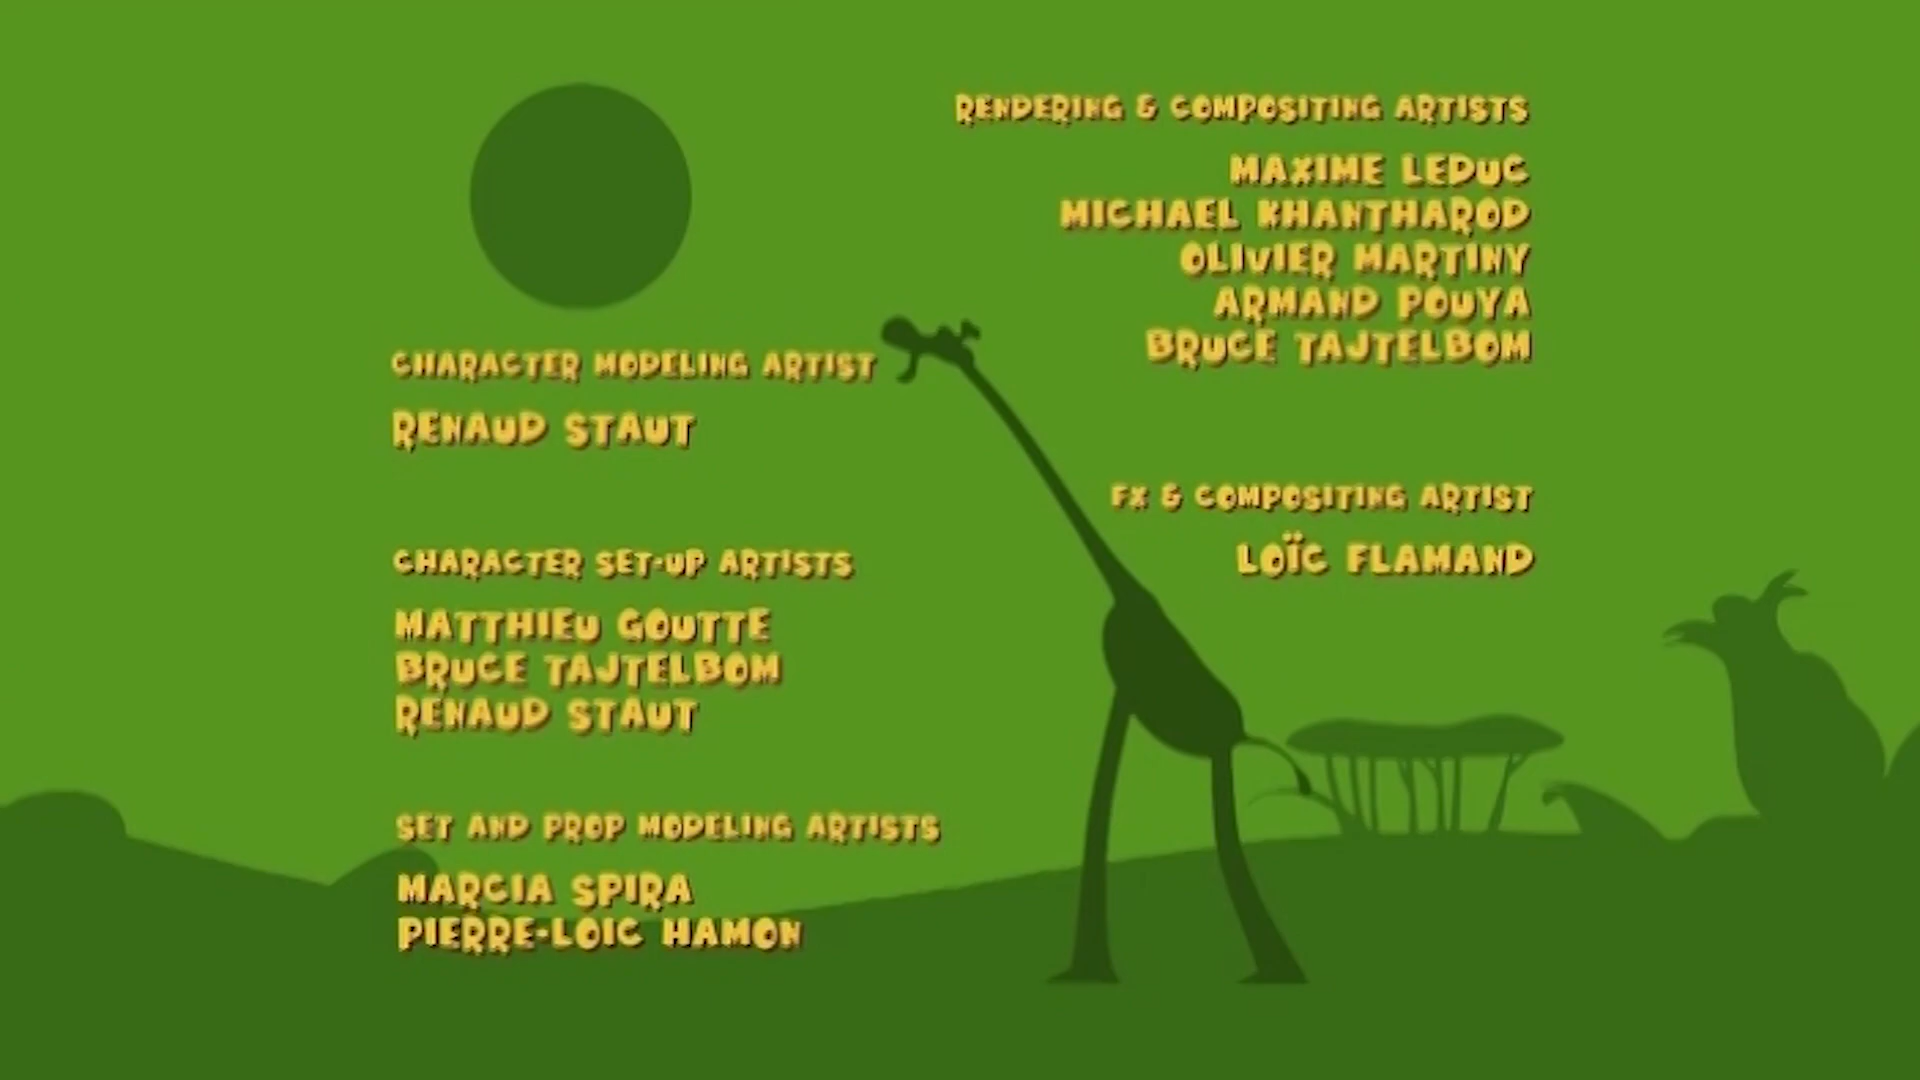 CHARACTER MODELING ARTIST
RENAUD STAUT
CHARACTER SET-UP ARTISTS
MATTHIEU GOUTTE
BRUCE TAJTELBOM
RENAUD STAUT
SET AND PROP MODELING ARTISTS
MARCIA SPIRA
PIERRE-LOIC HAMON
RENDERING & COMPOSITING ARTISTS
MAXIME LEDUC
MICHAEL KHANTHAROD
OLIVIER MARTINY
ARMAND POUYA
BRUCE TAJTELBOM
FX & COMPOSITING ARTIST
LOÏC FLAMAND